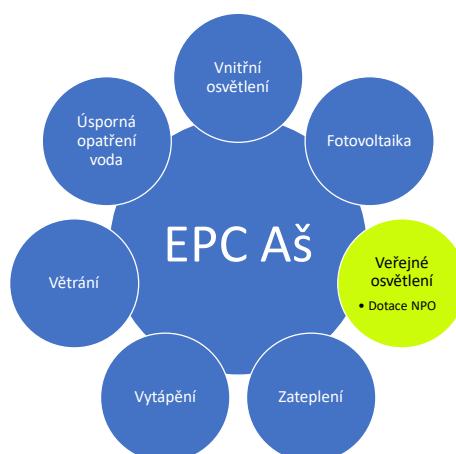 Vnitřní
osvětlení
Úsporná
opatření
voda
Fotovoltaika
EPC Aš
Větrání
Veřejné
osvětlení
• Dotace NPO
Vytápění
Zateplení